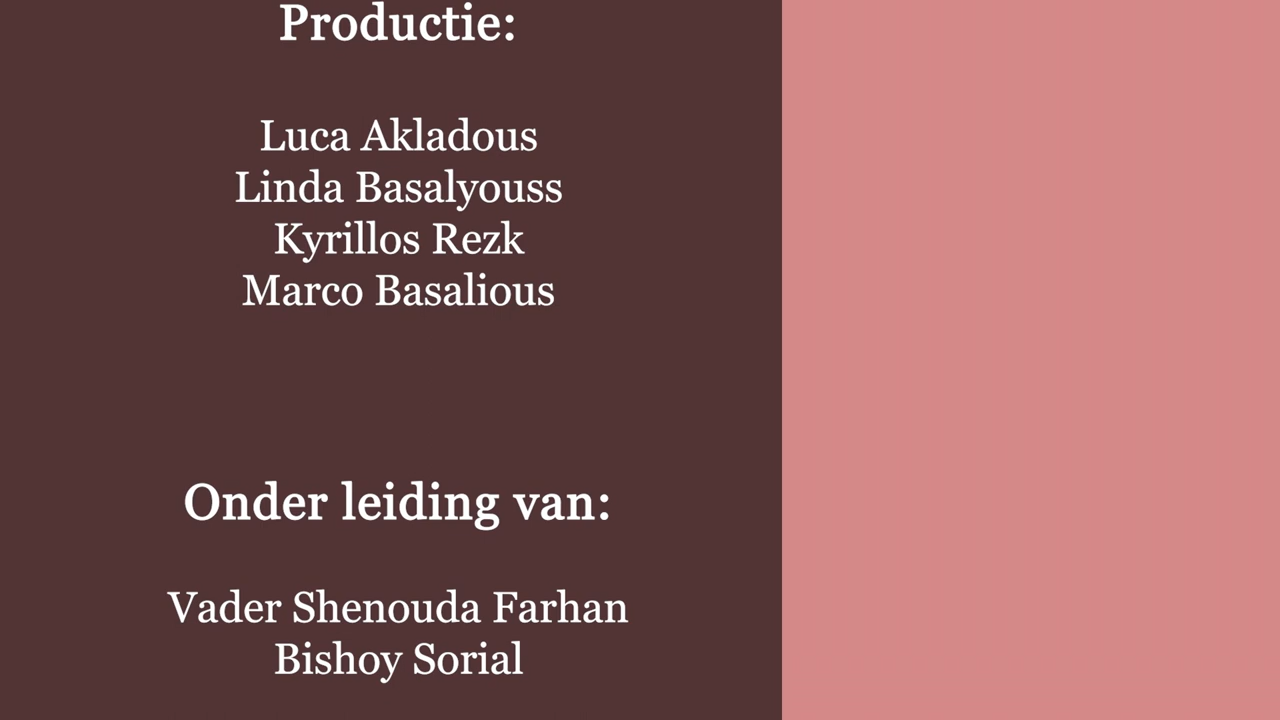 Productie:
Luca Akladous
Linda Basalyouss
Kyrillos Rezk
Marco Basalious
Onder leiding van:
Vader Shenouda Farhan
Bishoy Sorial